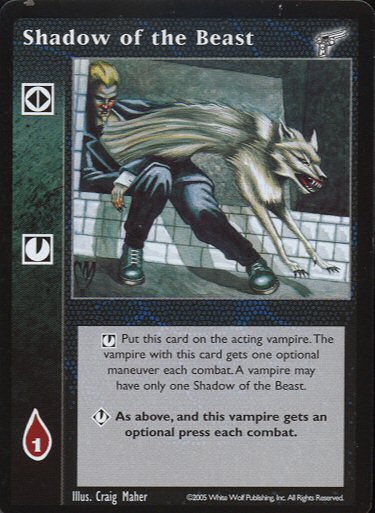 Shadow of the Beast
Put this card on the acting vampire. The
vampire with this card gets one optional
maneuver each combat. A vampire may
have only one Shadow of the Beast.
As above, and this vampire gets an
optional press each combat.
1
Illus. Craig Maher
©2005 White Wolf Publishing, Inc. All Rights Reserved.